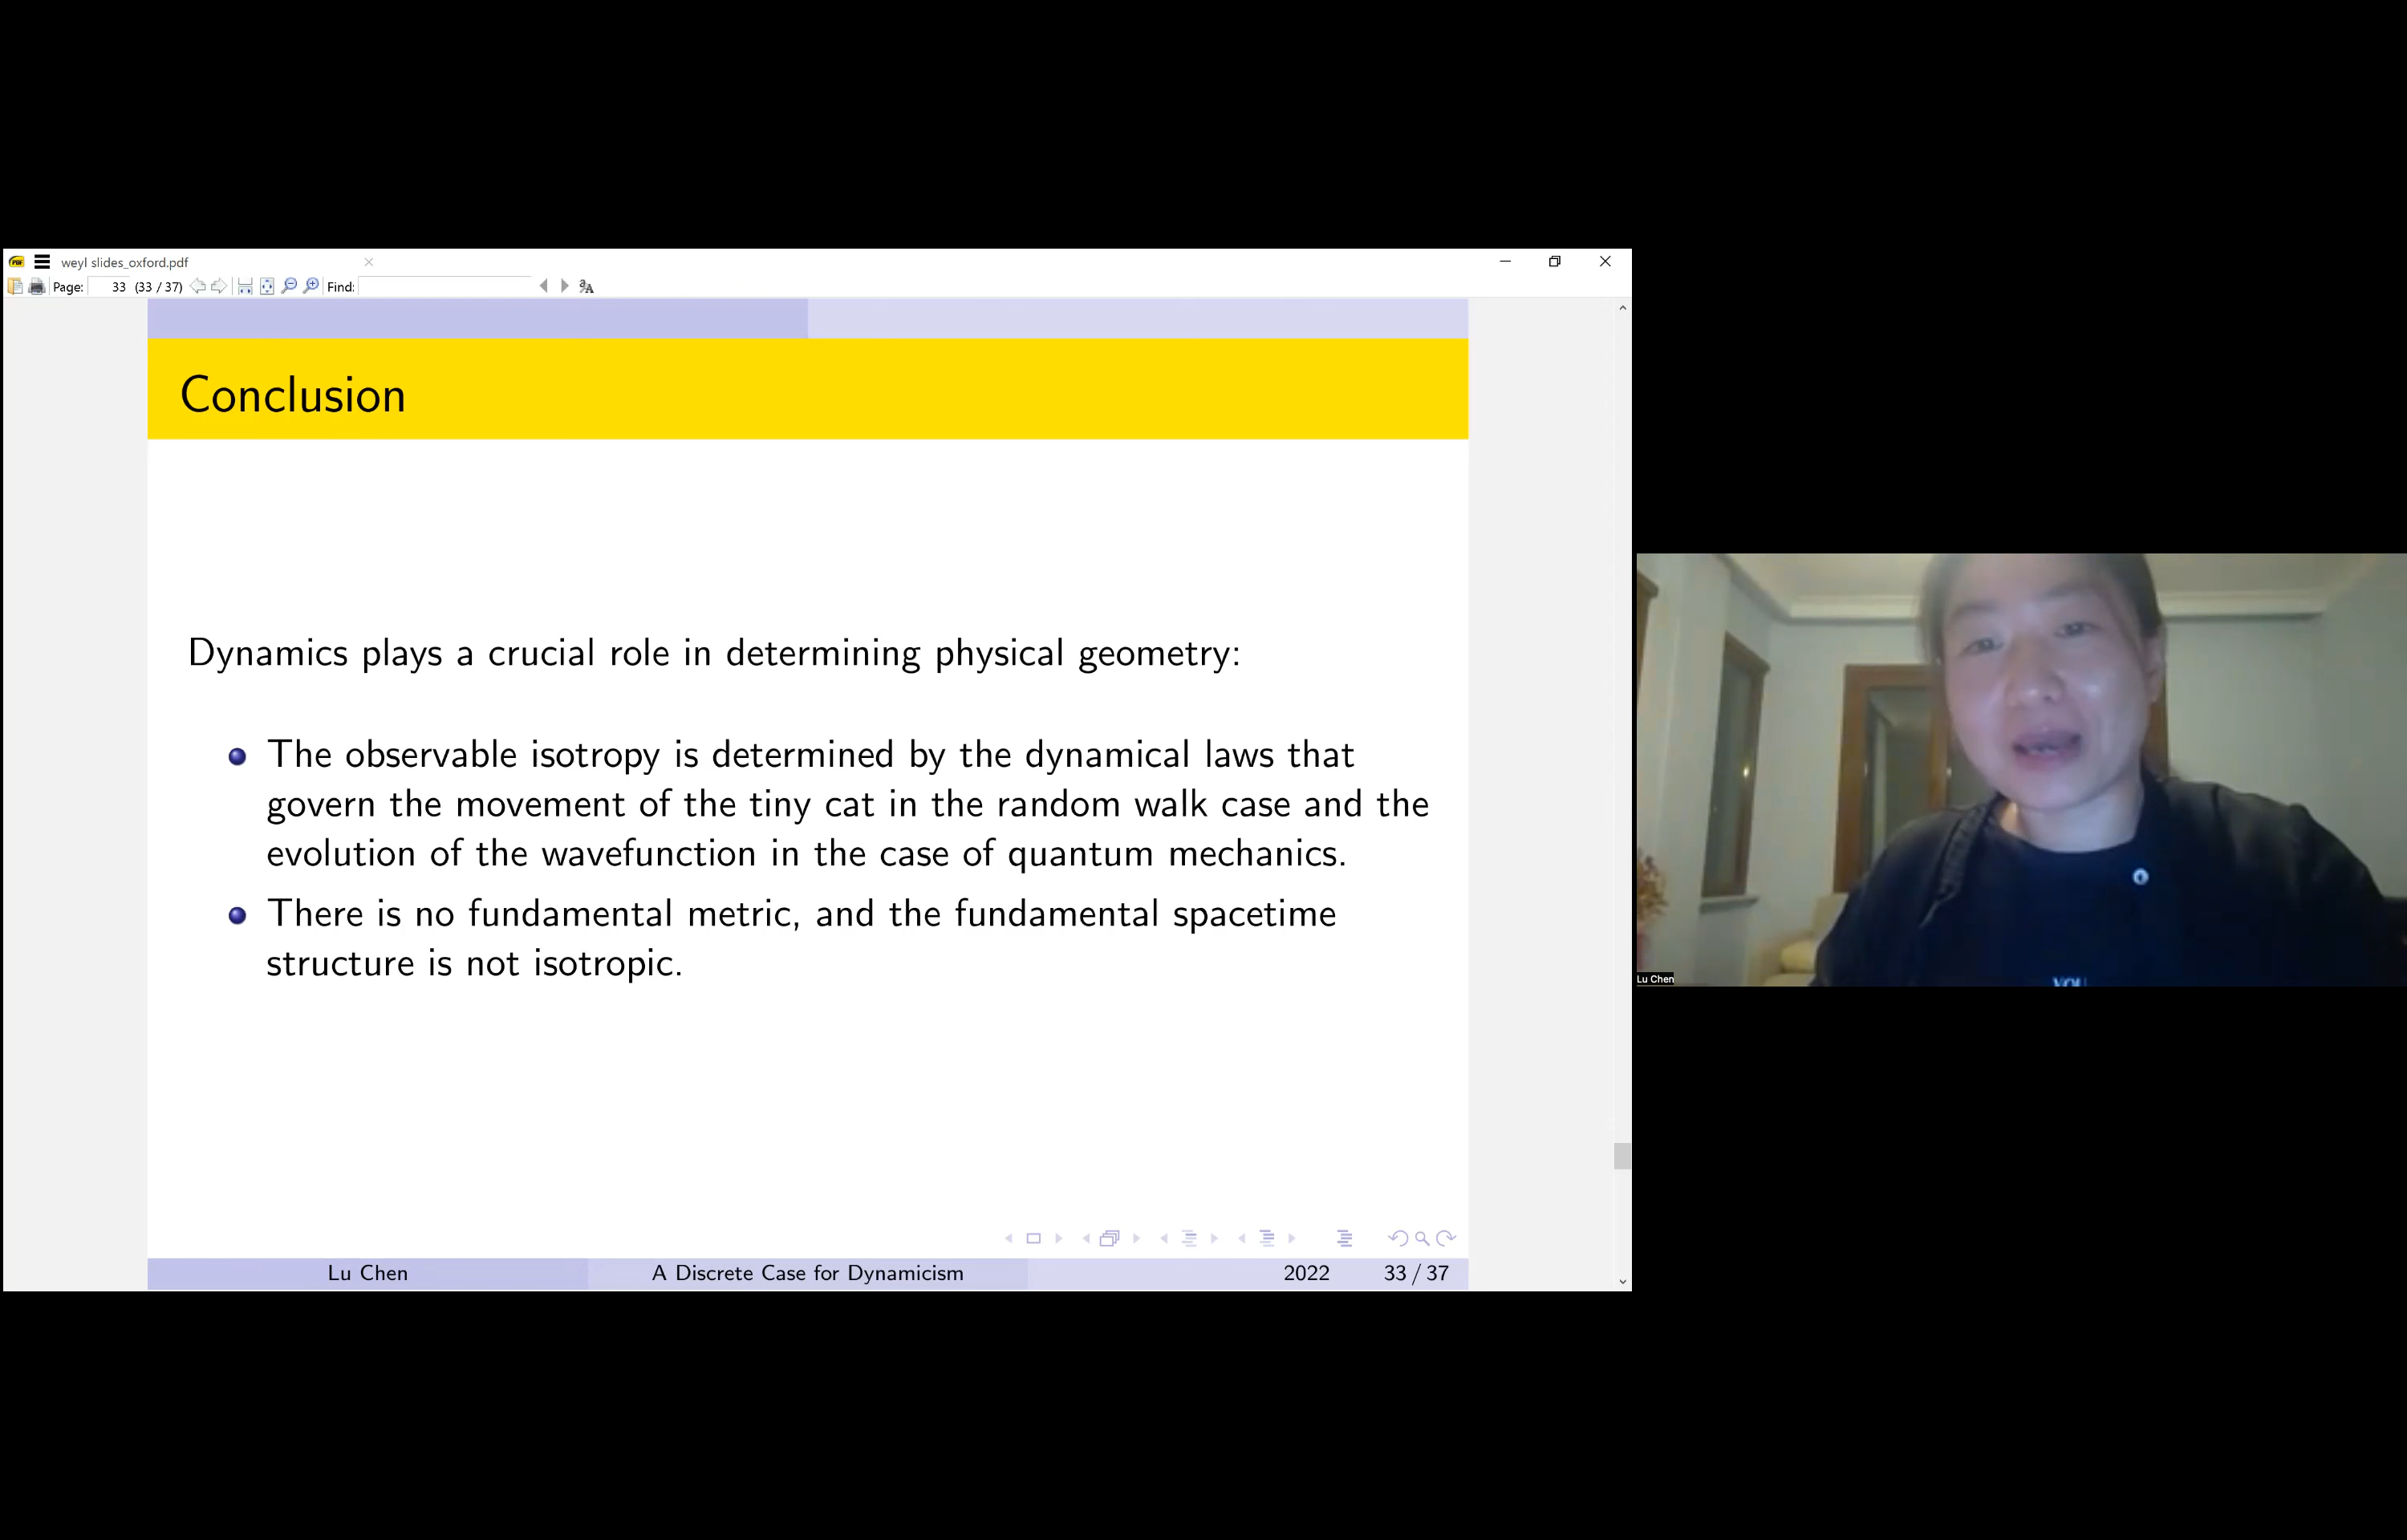 weyl slides_oxford.pdf
Page: 33 (33 / 37) Find:
Conclusion
Dynamics plays a crucial role in determining physical geometry:
The observable isotropy is determined by the dynamical laws that
govern the movement of the tiny cat in the random walk case and the
evolution of the wavefunction in the case of quantum mechanics.
There is no fundamental metric, and the fundamental spacetime
structure is not isotropic.
Lu Chen A Discrete Case for Dynamicism 2022 33 / 37
Lu Chen
YOU